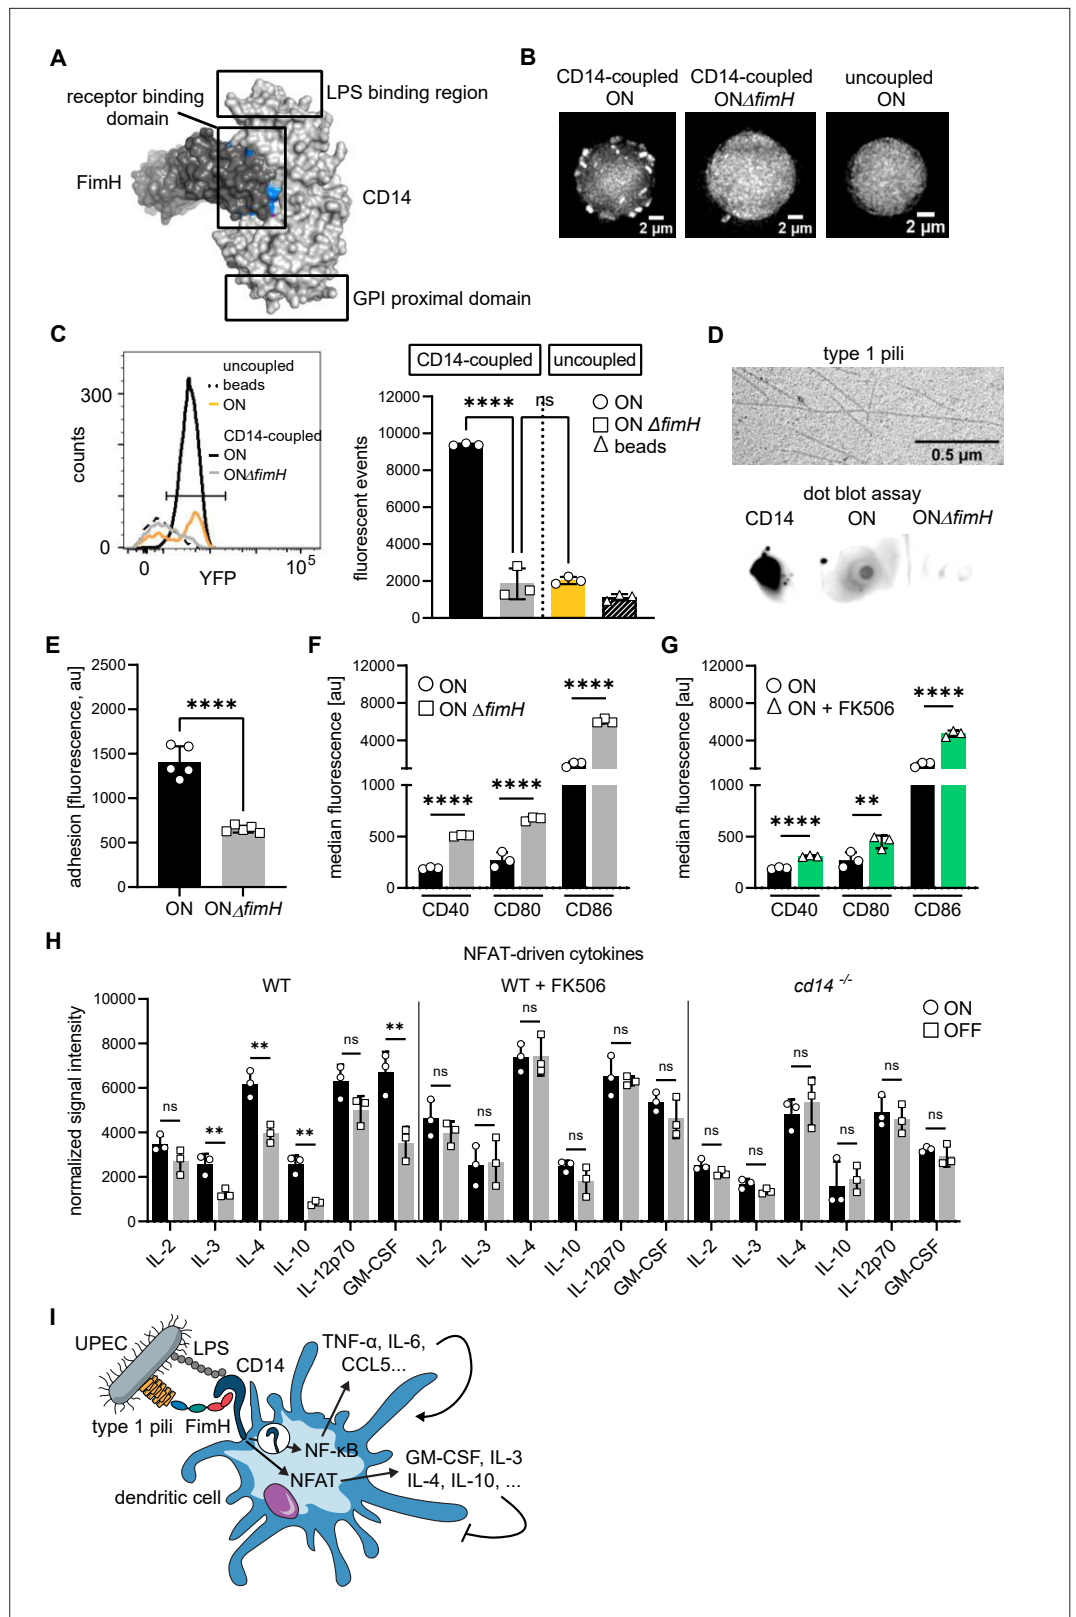 A
receptor binding
domain
LPS binding region
FimH
CD14
GPI proximal domain
B
CD14-coupled
ON
CD14-coupled
ONΔfimH
uncoupled
ON
2 μm
2 μm
2 μm
C
counts
300
0
0
10⁵
YFP
uncoupled
beads
ON
CD14-coupled
ON
ONΔfimH
CD14-coupled
uncoupled
fluorescent events
12000
10000
8000
6000
4000
2000
0
****
ns
ON
ON ΔfimH
beads
D
type 1 pili
0.5 μm
dot blot assay
CD14
ON
ONΔfimH
E
adhesion [fluorescence, au]
2500
2000
1500
1000
500
0
****
ON
ONΔfimH
F
median fluorescence [au]
12000
8000
4000
1000
500
0
ON
ON ΔfimH
****
****
****
CD40
CD80
CD86
G
median fluorescence [au]
12000
8000
4000
1000
500
0
ON
ON + FK506
****
**
****
CD40
CD80
CD86
H
NFAT-driven cytokines
WT
WT + FK506
cd14 -/-
ON
OFF
normalized signal intensity
10000
8000
6000
4000
2000
0
ns
**
**
**
ns
**
ns
ns
ns
ns
ns
ns
ns
ns
ns
ns
ns
ns
IL-2
IL-3
IL-4
IL-10
IL-12p70
GM-CSF
IL-2
IL-3
IL-4
IL-10
IL-12p70
GM-CSF
IL-2
IL-3
IL-4
IL-10
IL-12p70
GM-CSF
I
UPEC
LPS
CD14
type 1 pili
FimH
dendritic cell
TNF-α, IL-6,
CCL5...
NF-κB
NFAT
GM-CSF, IL-3
IL-4, IL-10, ...